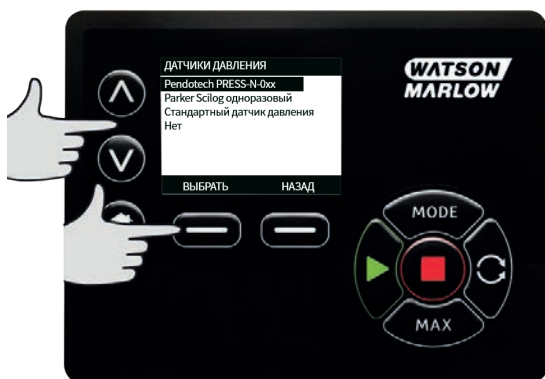 ДАТЧИКИ ДАВЛЕНИЯ
Pendotech PRESS-N-0xx
Parker Scilog одноразовый
Стандартный датчик давления
Нет
ВЫБРАТЬ НАЗАД
WATSON
MARLOW
MODE
MAX